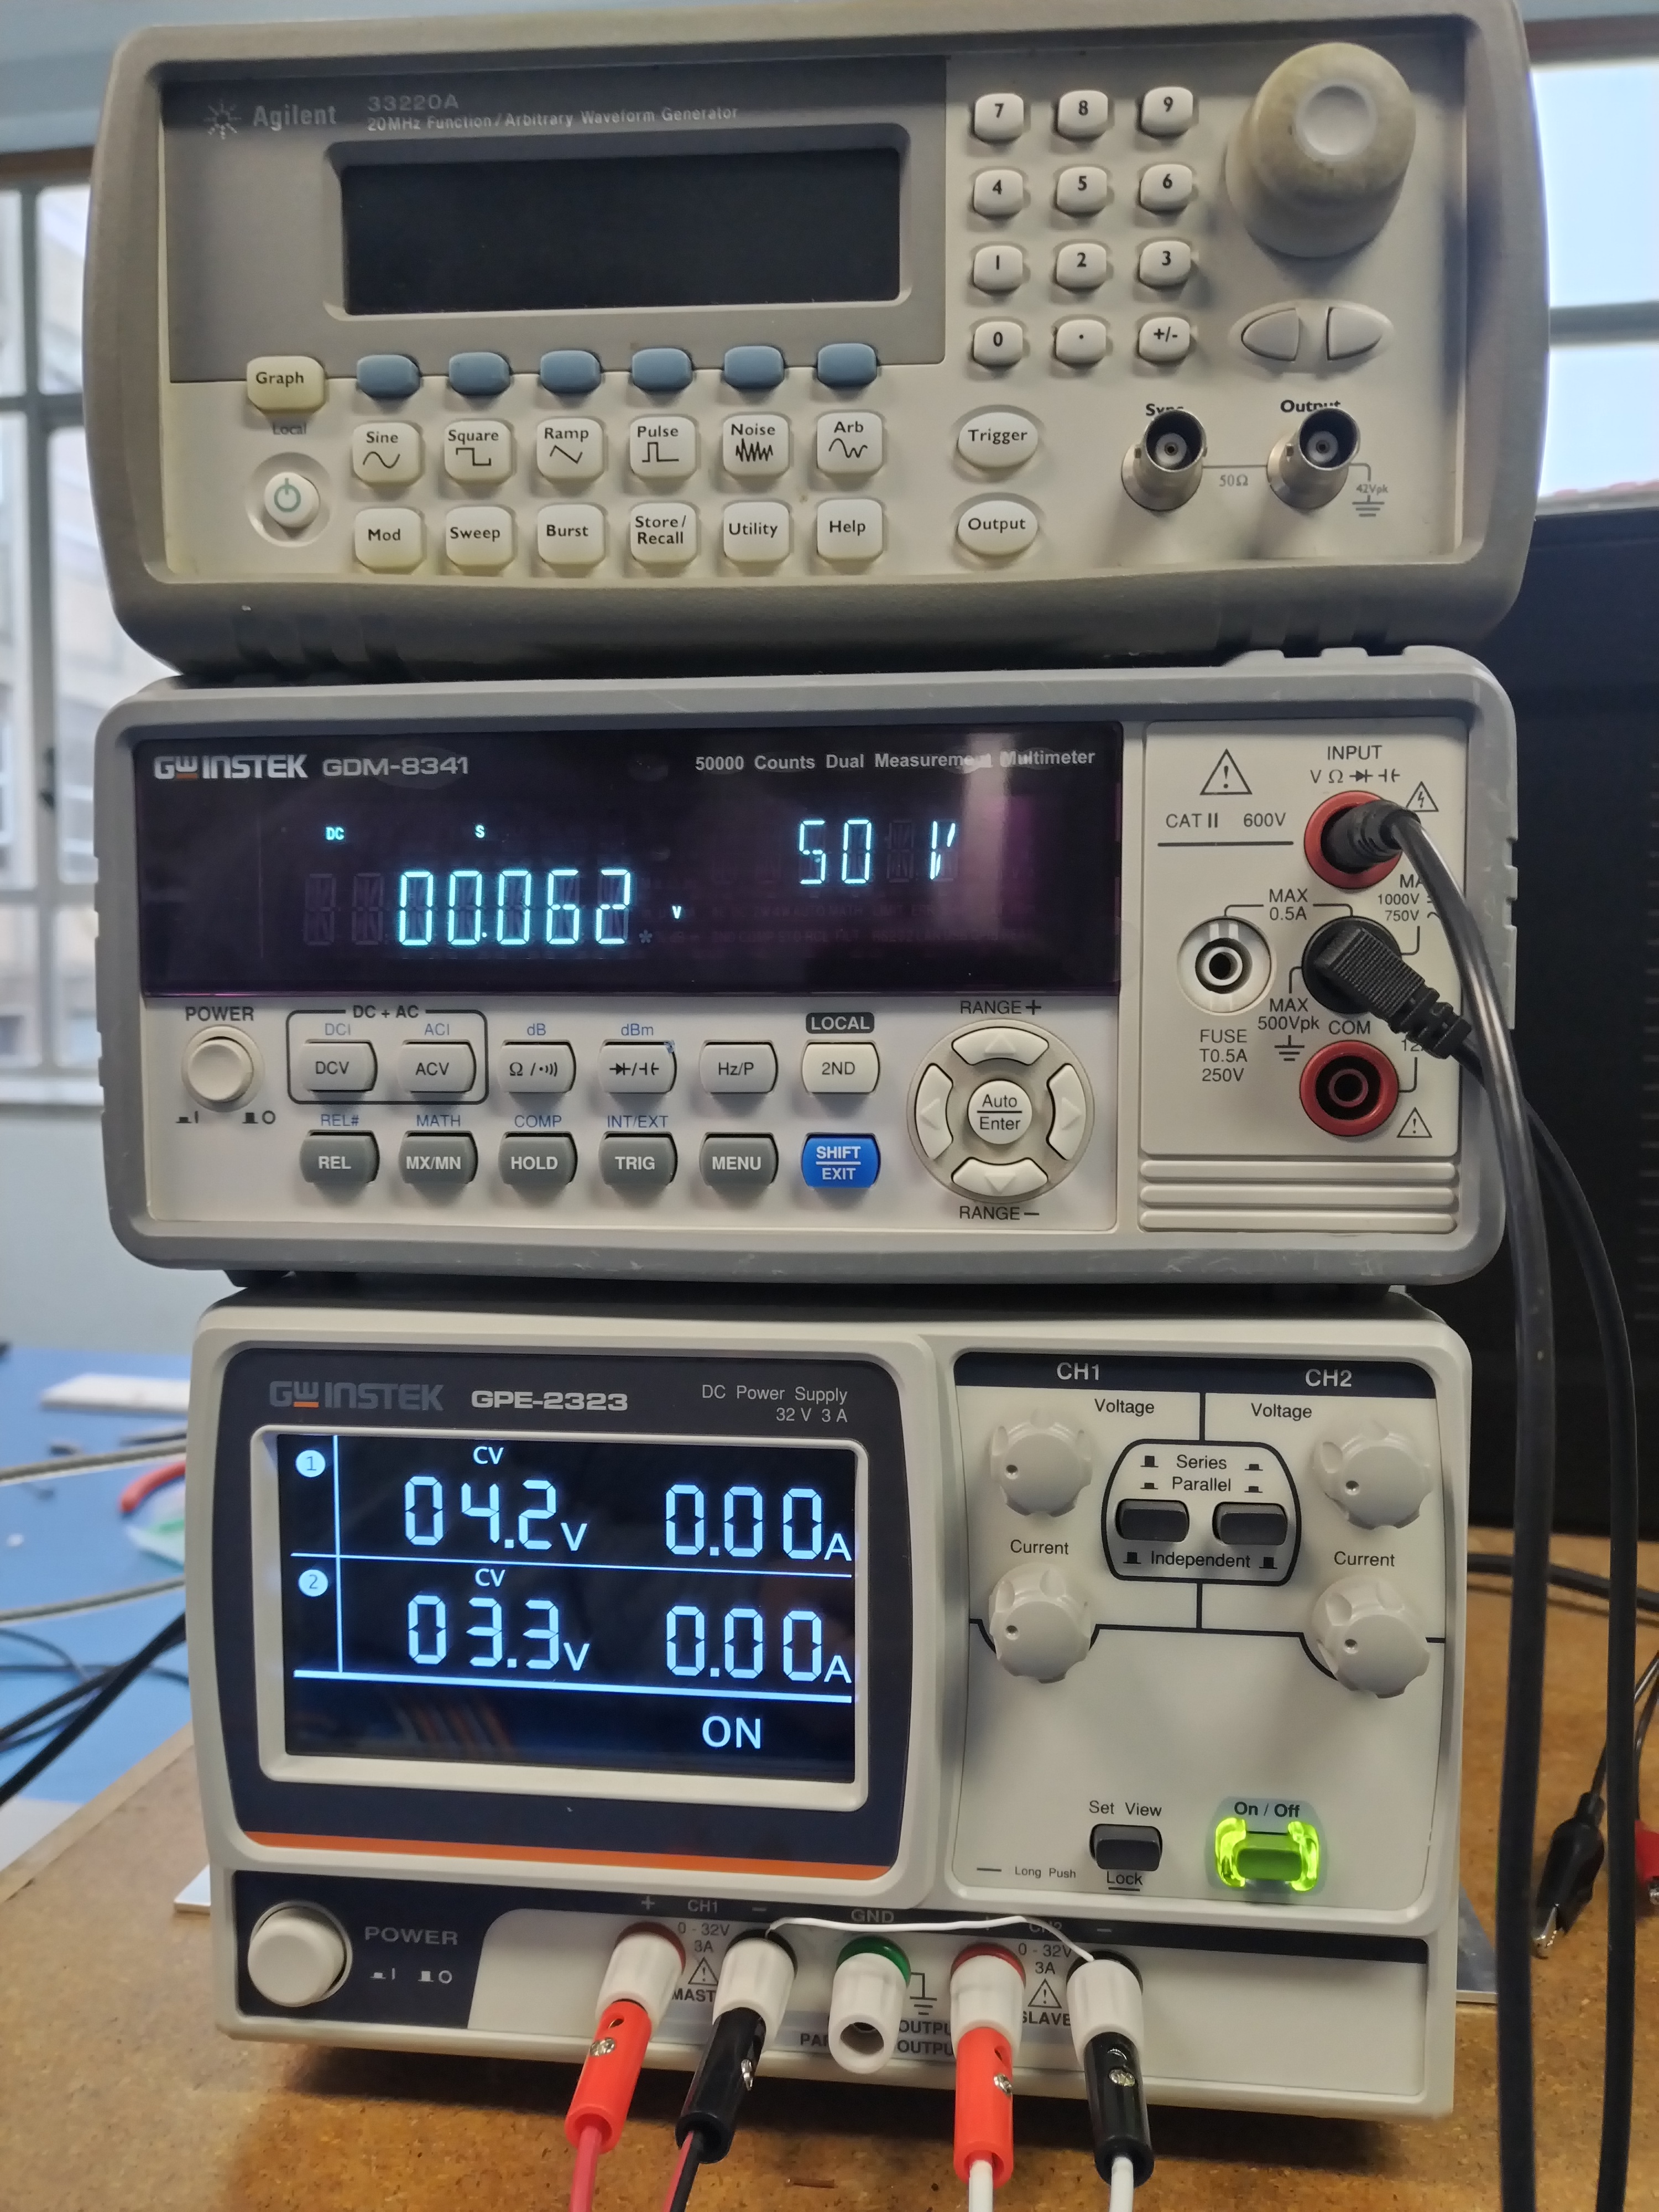 Agilent
33220A
20MHz Function / Arbitrary Waveform Generator
7 8 9
4 5 6
1 2 3
0 . +/-
Graph
Local
Sine Square Ramp Pulse Noise Arb
Mod Sweep Burst Store/ Recall Utility Help
Trigger
Output
Sync Output
50Ω
42Vpk
GW INSTEK GDM-8341
50000 Counts Dual Measurement Multimeter
DC S
00.062 V
50 V
POWER
DC + AC
DCI ACI dB dBm LOCAL
DCV ACV Ω / Hz/P 2ND
REL# MATH COMP INT/EXT
REL MX/MN HOLD TRIG MENU SHIFT EXIT
RANGE +
Auto
Enter
RANGE −
INPUT
V Ω
CAT II 600V
MAX
0.5A
1000V
750V
MAX
500Vpk
COM
FUSE
T0.5A
250V
GW INSTEK GPE-2323
DC Power Supply
32 V 3 A
1 CV
04.2 V 0.00 A
2 CV
03.3 V 0.00 A
ON
CH1 CH2
Voltage Voltage
Series
Parallel
Independent
Current Current
Set View
Long Push
Lock
On / Off
POWER
I O
+ CH1 − GND CH2 −
0 - 32V
3A
0 - 32V
3A
SLAVE